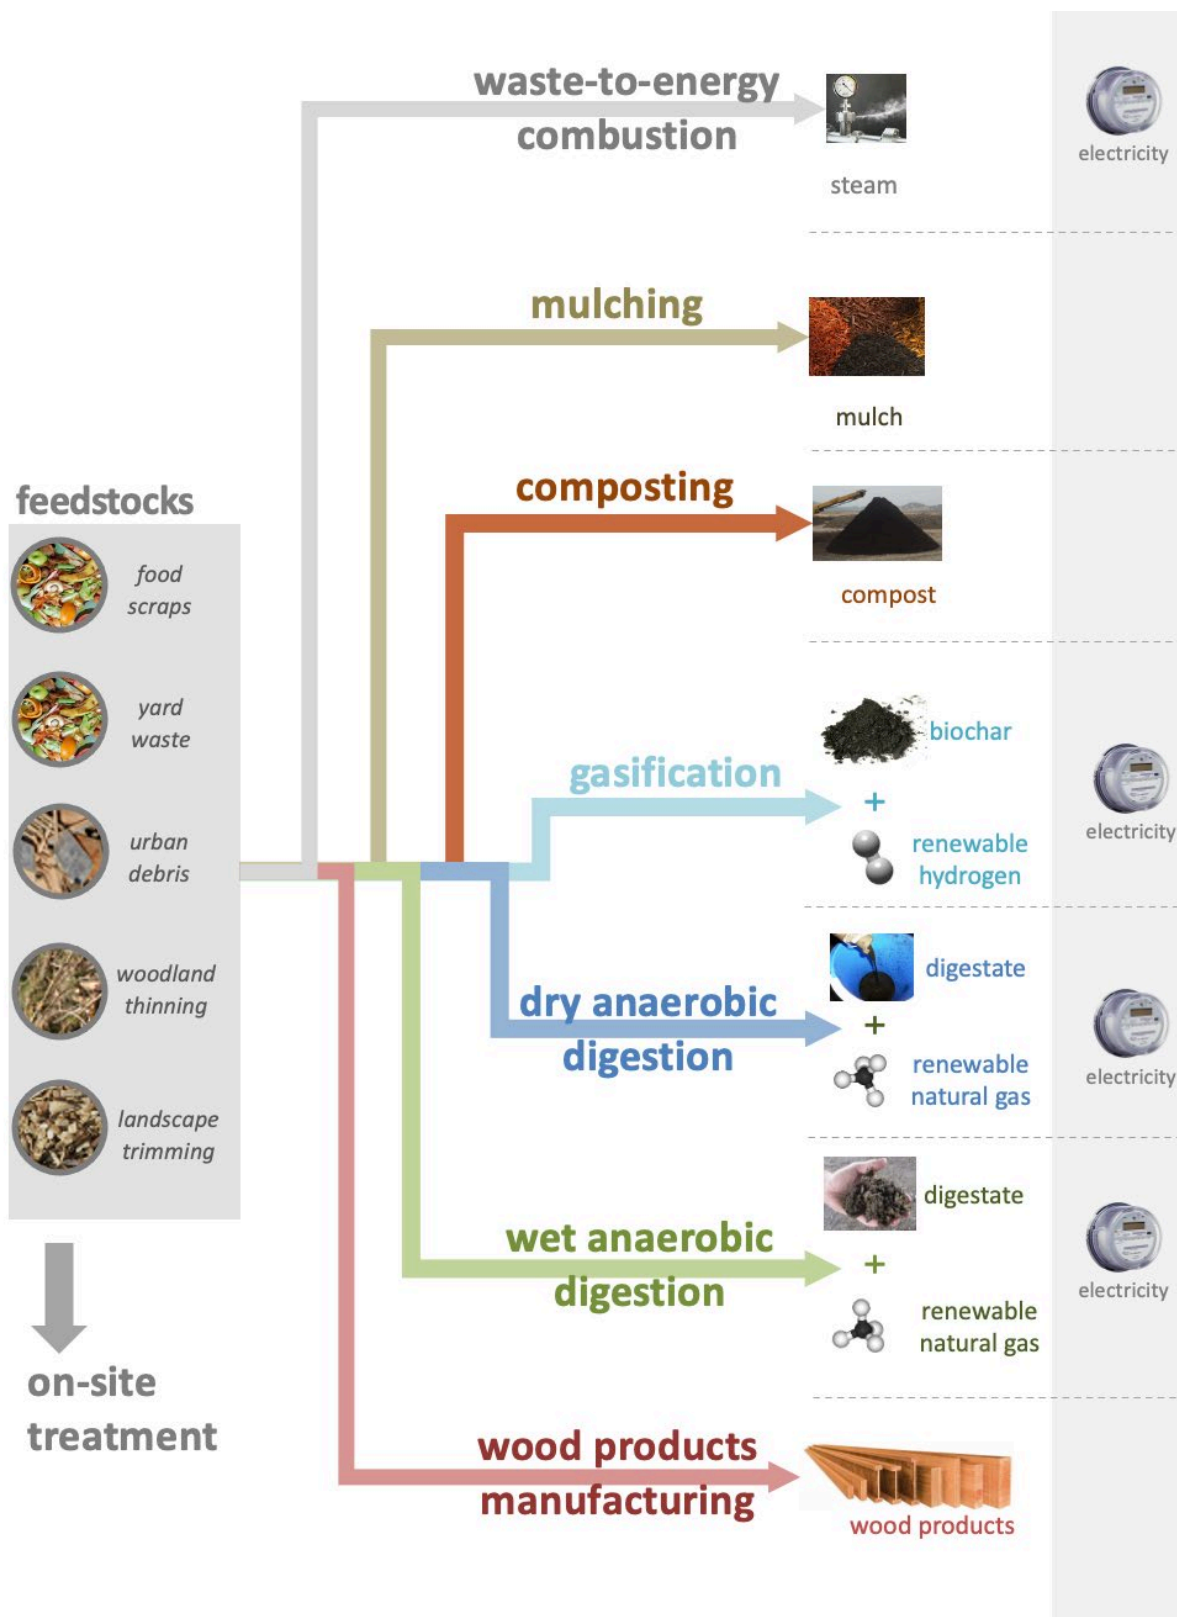 waste-to-energy
combustion
steam
electricity
mulching
mulch
composting
compost
feedstocks
food
scraps
yard
waste
urban
debris
woodland
thinning
landscape
trimming
on-site
treatment
gasification
biochar
+
renewable
hydrogen
electricity
dry anaerobic
digestion
digestate
+
renewable
natural gas
electricity
wet anaerobic
digestion
digestate
+
renewable
natural gas
electricity
wood products
manufacturing
wood products